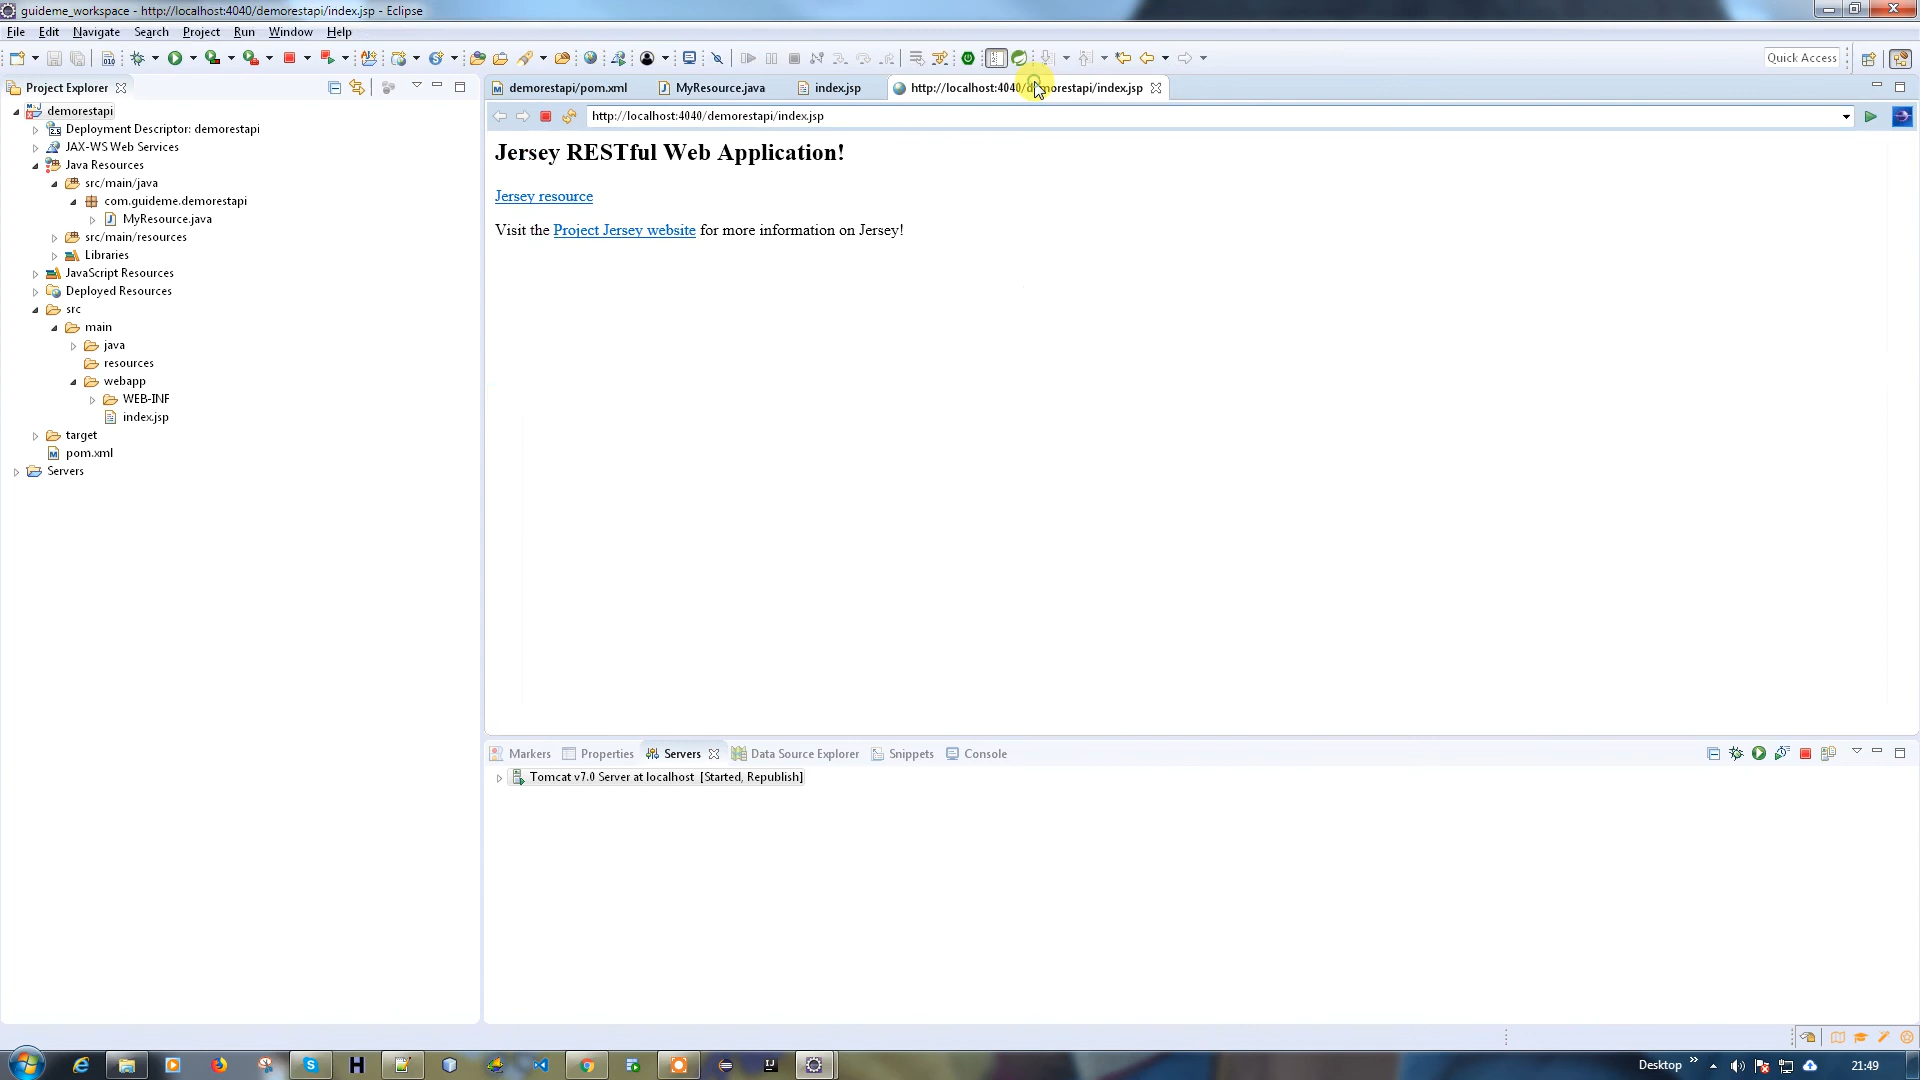 guideme_workspace - http://localhost:4040/demorestapi/index.jsp - Eclipse
File Edit Navigate Search Project Run Window Help
Quick Access
Project Explorer
demorestapi/pom.xml MyResource.java index.jsp http://localhost:4040/demorestapi/index.jsp
http://localhost:4040/demorestapi/index.jsp
demorestapi
Deployment Descriptor: demorestapi
JAX-WS Web Services
Java Resources
src/main/java
com.guideme.demorestapi
MyResource.java
src/main/resources
Libraries
JavaScript Resources
Deployed Resources
src
main
java
resources
webapp
WEB-INF
index.jsp
target
pom.xml
Servers
Jersey RESTful Web Application!
Jersey resource
Visit the Project Jersey website for more information on Jersey!
Markers Properties Servers Data Source Explorer Snippets Console
Tomcat v7.0 Server at localhost [Started, Republish]
Desktop 21:49